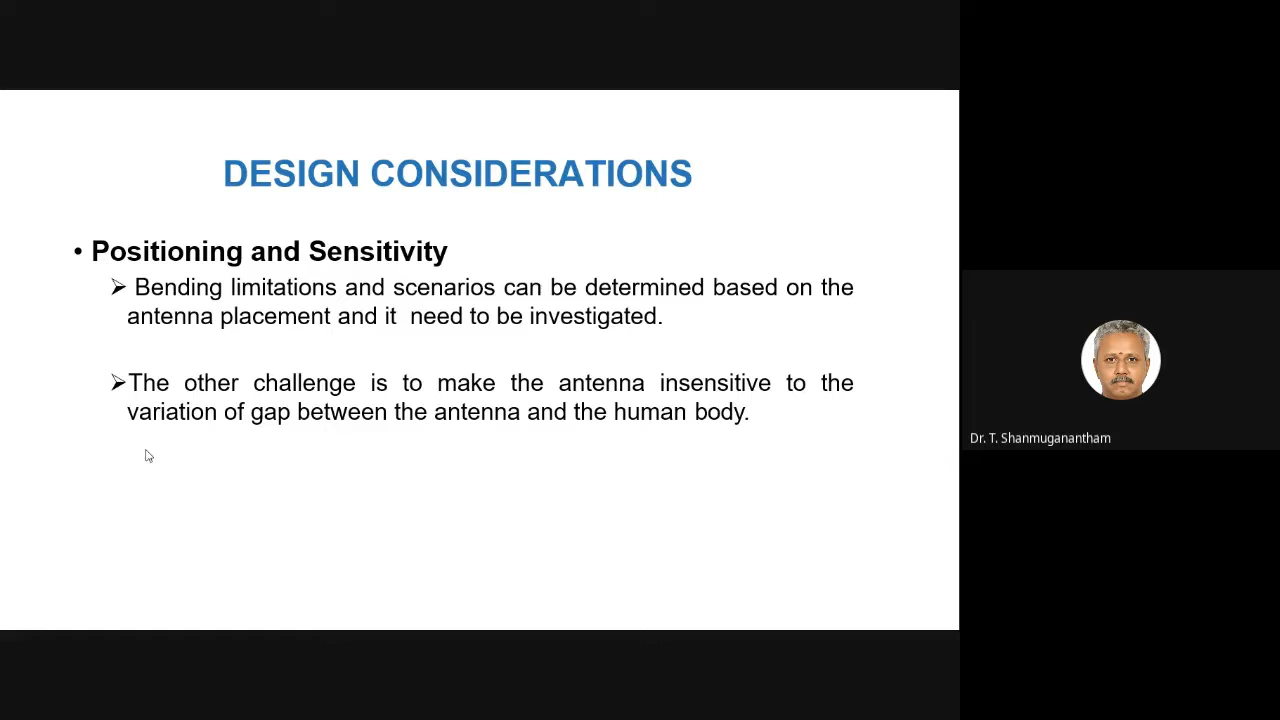 DESIGN CONSIDERATIONS
• Positioning and Sensitivity
➢ Bending limitations and scenarios can be determined based on the
antenna placement and it need to be investigated.
➢The other challenge is to make the antenna insensitive to the
variation of gap between the antenna and the human body.
Dr. T. Shanmuganantham